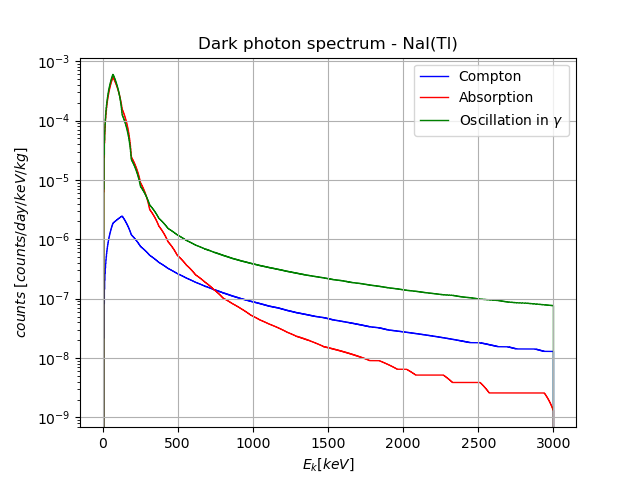 Dark photon spectrum - NaI(Tl)
Compton
Absorption
Oscillation in γ
10⁻³
10⁻⁴
10⁻⁵
10⁻⁶
10⁻⁷
10⁻⁸
10⁻⁹
counts [counts/day/keV/kg]
0 500 1000 1500 2000 2500 3000
Eₖ[keV]